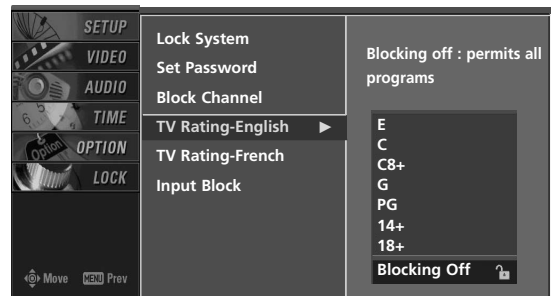 SETUP
VIDEO
AUDIO
TIME
OPTION
LOCK
Move MENU Prev
Lock System
Set Password
Block Channel
TV Rating-English ►
TV Rating-French
Input Block
Blocking off : permits all
programs
E
C
C8+
G
PG
14+
18+
Blocking Off